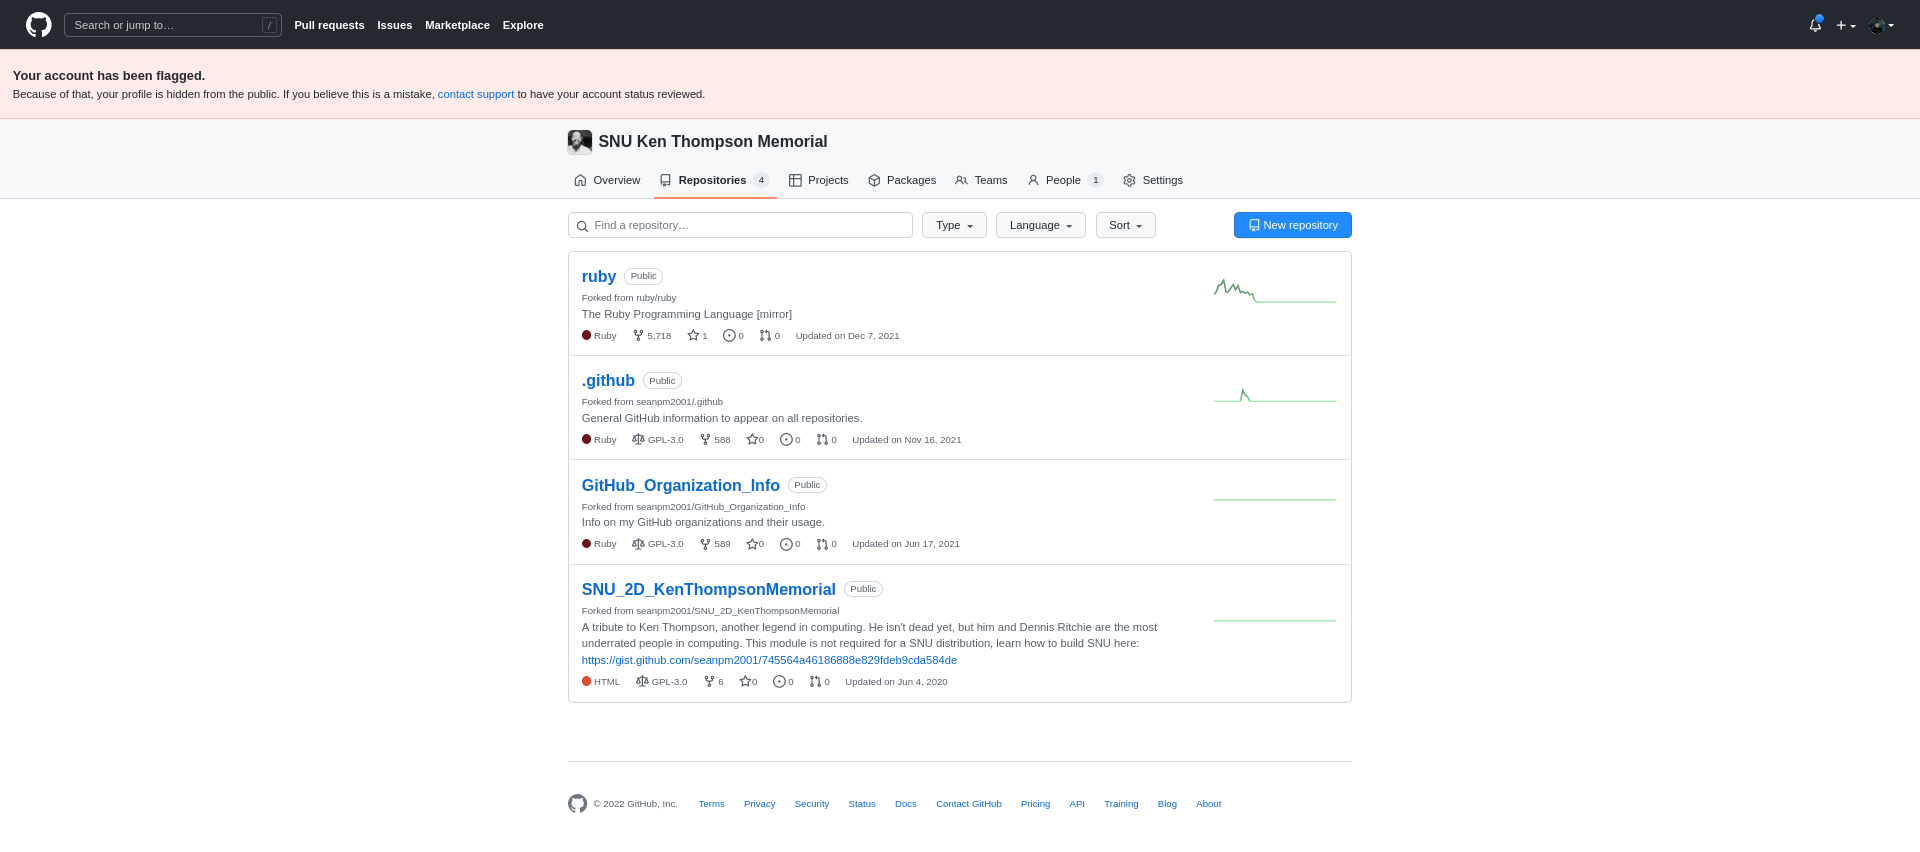 Search or jump to… /
Pull requests Issues Marketplace Explore
Your account has been flagged.
Because of that, your profile is hidden from the public. If you believe this is a mistake, contact support to have your account status reviewed.
SNU Ken Thompson Memorial
Overview Repositories 4 Projects Packages Teams People 1 Settings
Find a repository… Type Language Sort New repository
ruby Public
Forked from ruby/ruby
The Ruby Programming Language [mirror]
Ruby 5,718 1 0 0 Updated on Dec 7, 2021
.github Public
Forked from seanpm2001/.github
General GitHub information to appear on all repositories.
Ruby GPL-3.0 588 0 0 0 Updated on Nov 16, 2021
GitHub_Organization_Info Public
Forked from seanpm2001/GitHub_Organization_Info
Info on my GitHub organizations and their usage.
Ruby GPL-3.0 589 0 0 0 Updated on Jun 17, 2021
SNU_2D_KenThompsonMemorial Public
Forked from seanpm2001/SNU_2D_KenThompsonMemorial
A tribute to Ken Thompson, another legend in computing. He isn't dead yet, but him and Dennis Ritchie are the most
underrated people in computing. This module is not required for a SNU distribution, learn how to build SNU here:
https://gist.github.com/seanpm2001/745564a46186888e829fdeb9cda584de
HTML GPL-3.0 6 0 0 0 Updated on Jun 4, 2020
© 2022 GitHub, Inc. Terms Privacy Security Status Docs Contact GitHub Pricing API Training Blog About